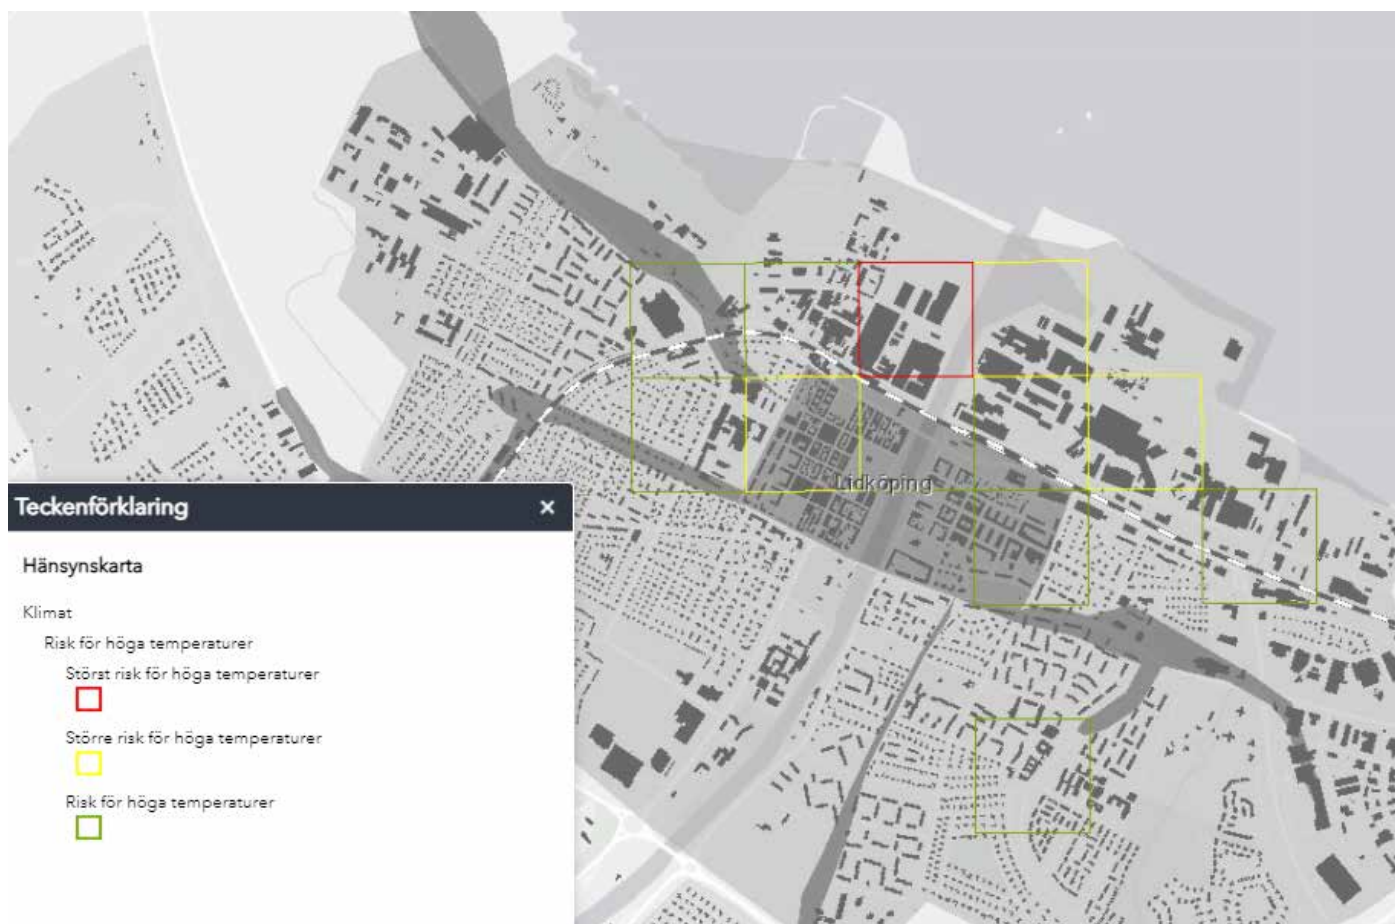 Lidköping
Teckenförklaring
×
Hänsynskarta
Klimat
Risk för höga temperaturer
Störst risk för höga temperaturer
Större risk för höga temperaturer
Risk för höga temperaturer